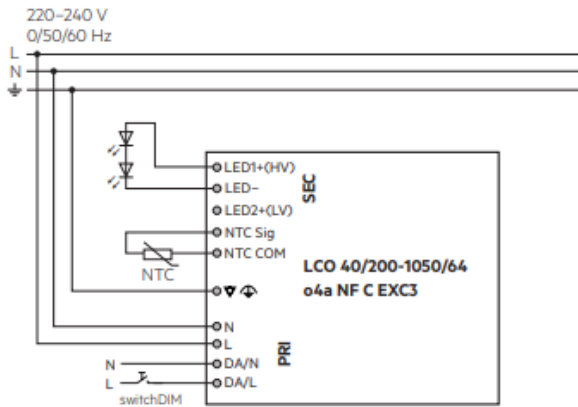 220–240 V
0/50/60 Hz
L
N
LED1+(HV)
LED–
LED2+(LV)
NTC Sig
NTC COM
NTC
SEC
LCO 40/200-1050/64
o4a NF C EXC3
N
L
PRI
N DA/N
L DA/L
switchDIM